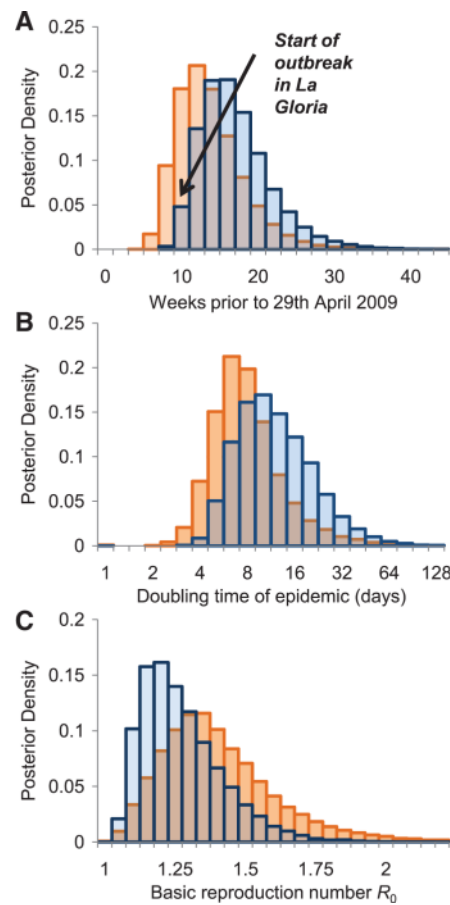 A
0.25
0.2
0.15
0.1
0.05
0
Posterior Density
Start of
outbreak
in La
Gloria
0 10 20 30 40
Weeks prior to 29th April 2009
B
0.25
0.2
0.15
0.1
0.05
0
Posterior Density
1 2 4 8 16 32 64 128
Doubling time of epidemic (days)
C
0.2
0.15
0.1
0.05
0
Posterior Density
1 1.25 1.5 1.75 2
Basic reproduction number R₀